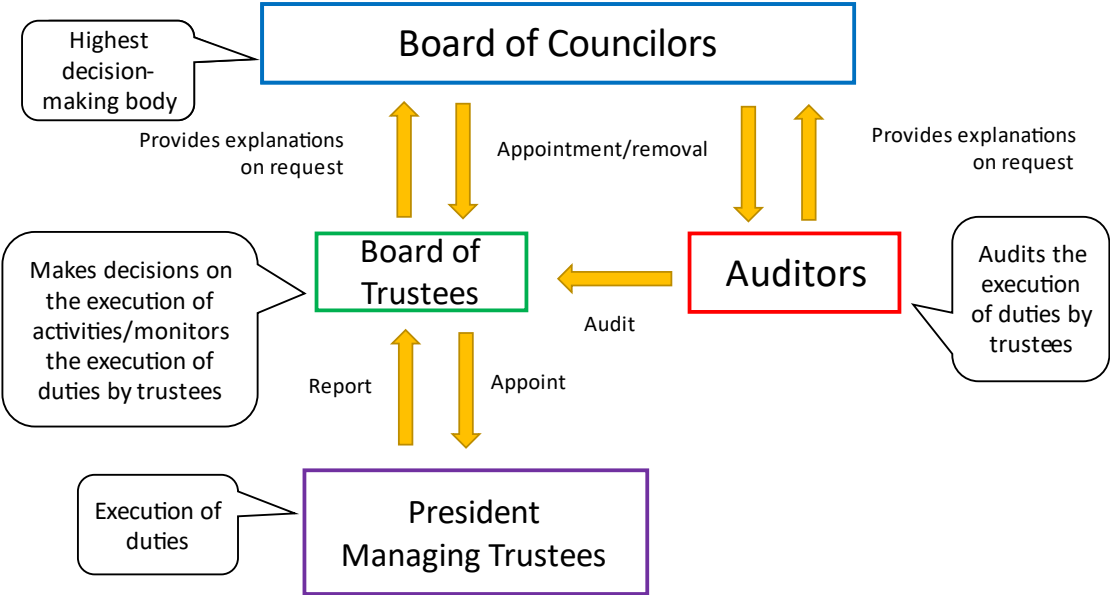 Board of Councilors
Highest
decision-
making body
Provides explanations
on request
Appointment/removal
Provides explanations
on request
Makes decisions on
the execution of
activities/monitors
the execution of
duties by trustees
Board of
Trustees
Auditors
Audits the
execution
of duties by
trustees
Audit
Report
Appoint
Execution of
duties
President
Managing Trustees